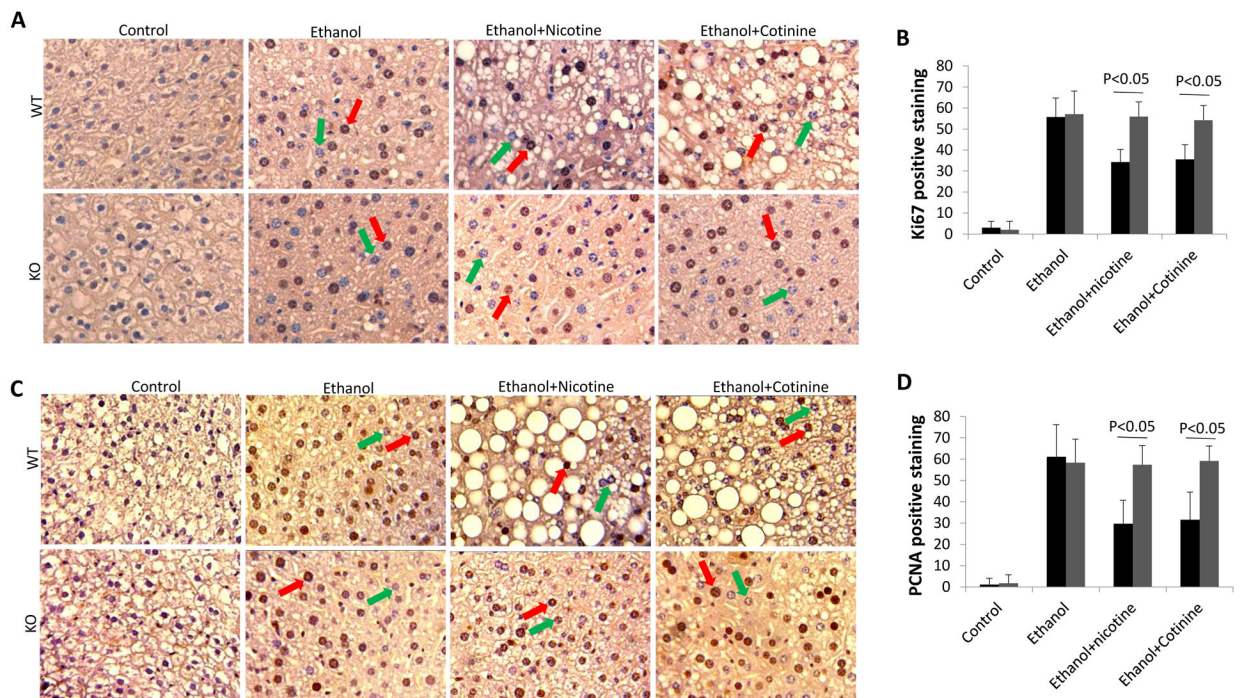 A
Control
Ethanol
Ethanol+Nicotine
Ethanol+Cotinine
WT
KO
B
Ki67 positive staining
80
70
60
50
40
30
20
10
0
P<0.05
P<0.05
Control
Ethanol
Ethanol+nicotine
Ehanol+Cotinine
C
Control
Ethanol
Ethanol+Nicotine
Ethanol+Cotinine
WT
KO
D
PCNA positive staining
80
70
60
50
40
30
20
10
0
P<0.05
P<0.05
Control
Ethanol
Ethanol+nicotine
Ehanol+Cotinine